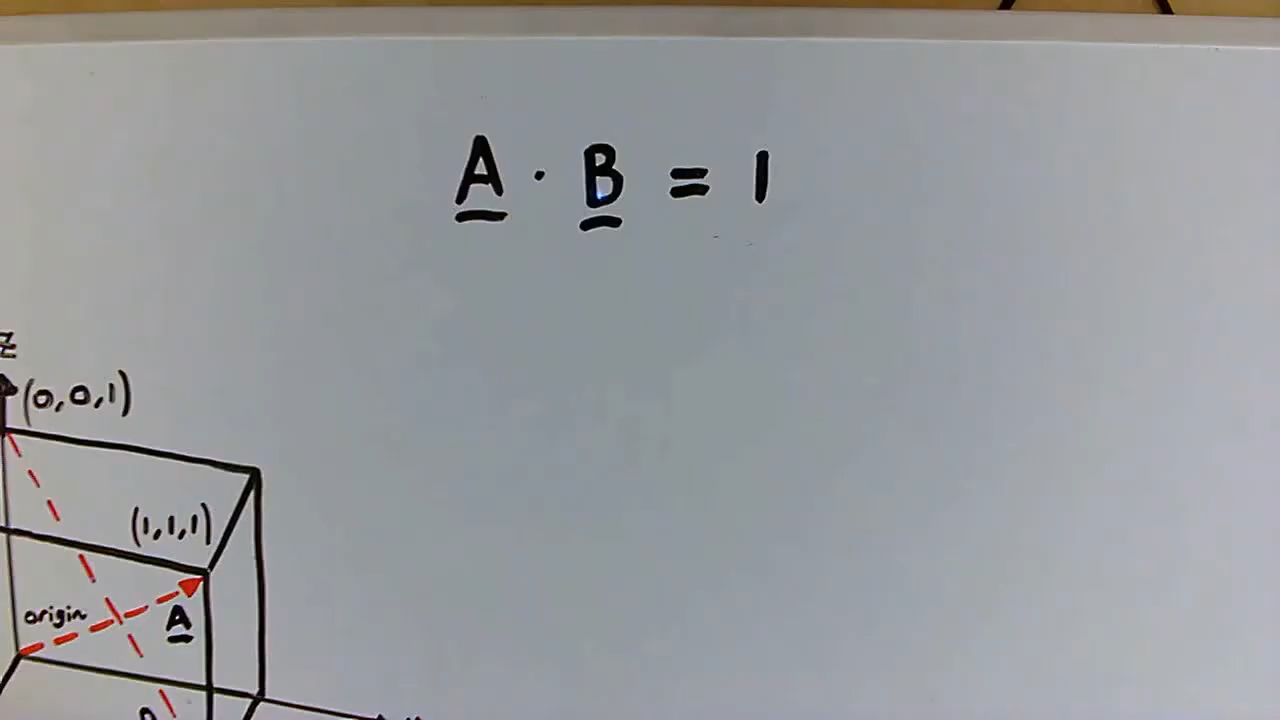 A · B = 1
z
(0,0,1)
(1,1,1)
origin
A